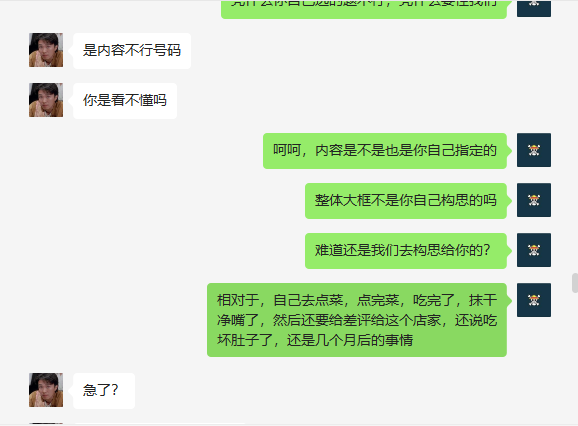 是内容不行号码
你是看不懂吗
呵呵，内容是不是也是你自己指定的
整体大框不是你自己构思的吗
难道还是我们去构思给你的？
相对于，自己去点菜，点完菜，吃完了，抹干
净嘴了，然后还要给差评给这个店家，还说吃
坏肚子了，还是几个月后的事情
急了？